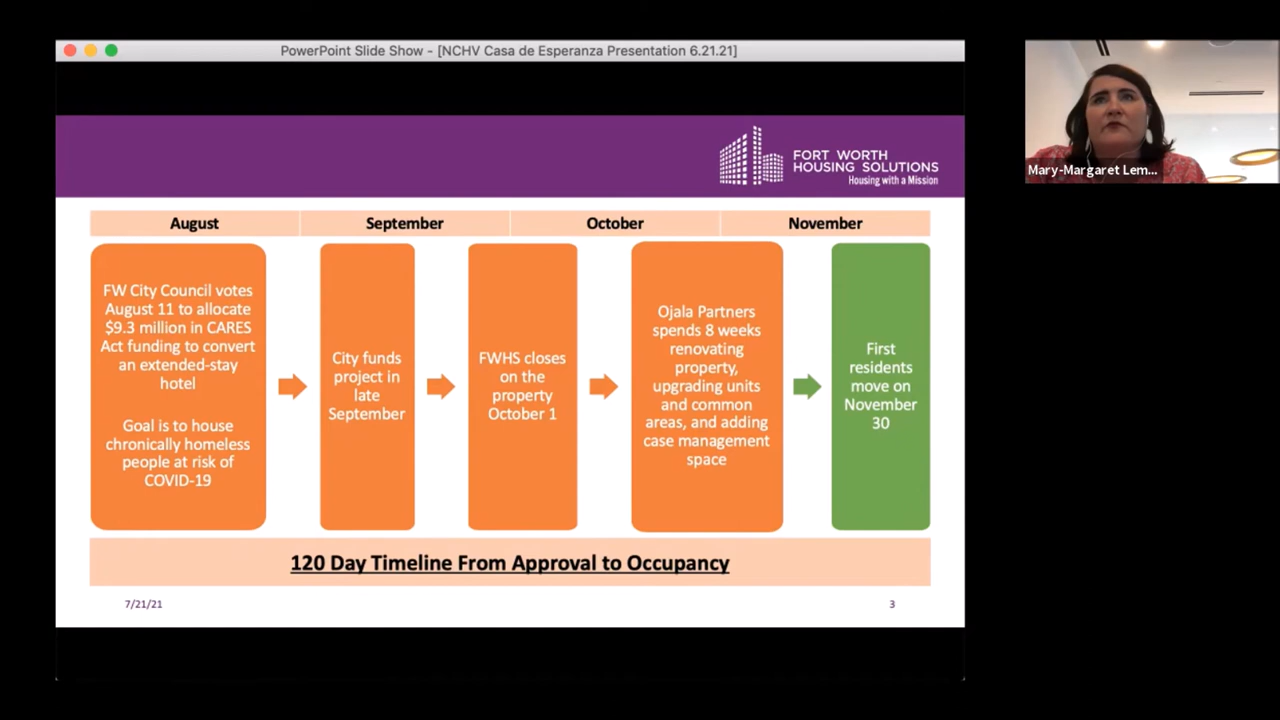 PowerPoint Slide Show - [NCHV Casa de Esperanza Presentation 6.21.21]
FORT WORTH
HOUSING SOLUTIONS
Housing with a Mission
Mary-Margaret Lem...
August
September
October
November
FW City Council votes
August 11 to allocate
$9.3 million in CARES
Act funding to convert
an extended-stay
hotel
Goal is to house
chronically homeless
people at risk of
COVID-19
City funds
project in
late
September
FWHS closes
on the
property
October 1
Ojala Partners
spends 8 weeks
renovating
property,
upgrading units
and common
areas, and adding
case management
space
First
residents
move on
November
30
120 Day Timeline From Approval to Occupancy
7/21/21
3